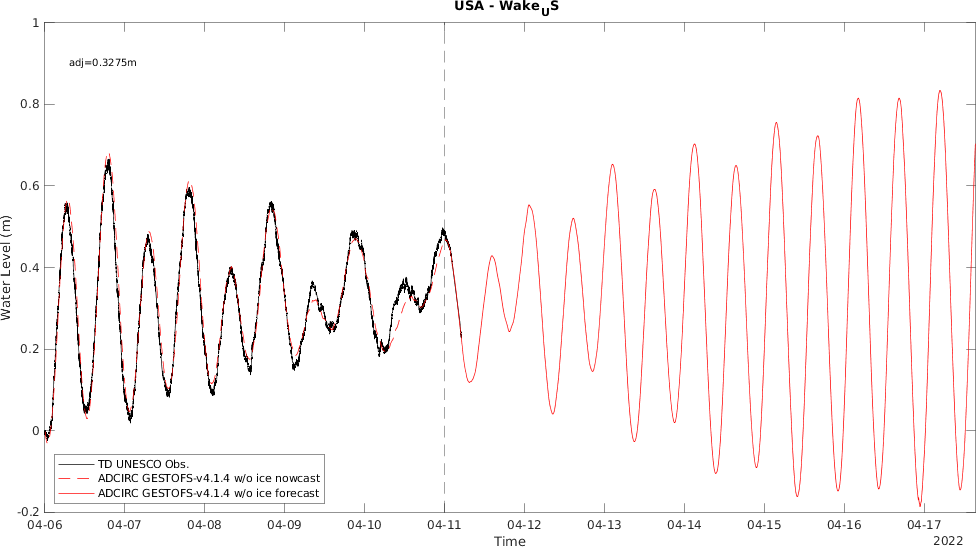 USA - Wake_US
1
adj=0.3275m
0.8
0.6
0.4
0.2
0
-0.2
Water Level (m)
TD UNESCO Obs.
ADCIRC GESTOFS-v4.1.4 w/o ice nowcast
ADCIRC GESTOFS-v4.1.4 w/o ice forecast
04-06 04-07 04-08 04-09 04-10 04-11 04-12 04-13 04-14 04-15 04-16 04-17
Time
2022